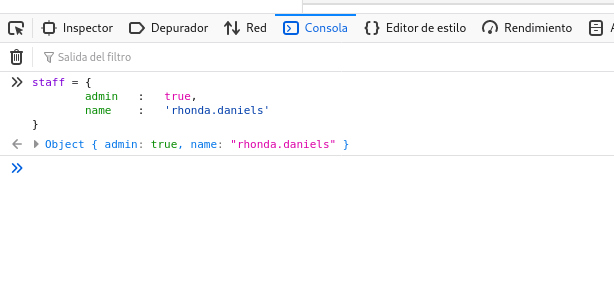 Inspector Depurador Red Consola Editor de estilo Rendimiento
Salida del filtro
staff = {
admin : true,
name : 'rhonda.daniels'
}
Object { admin: true, name: "rhonda.daniels" }